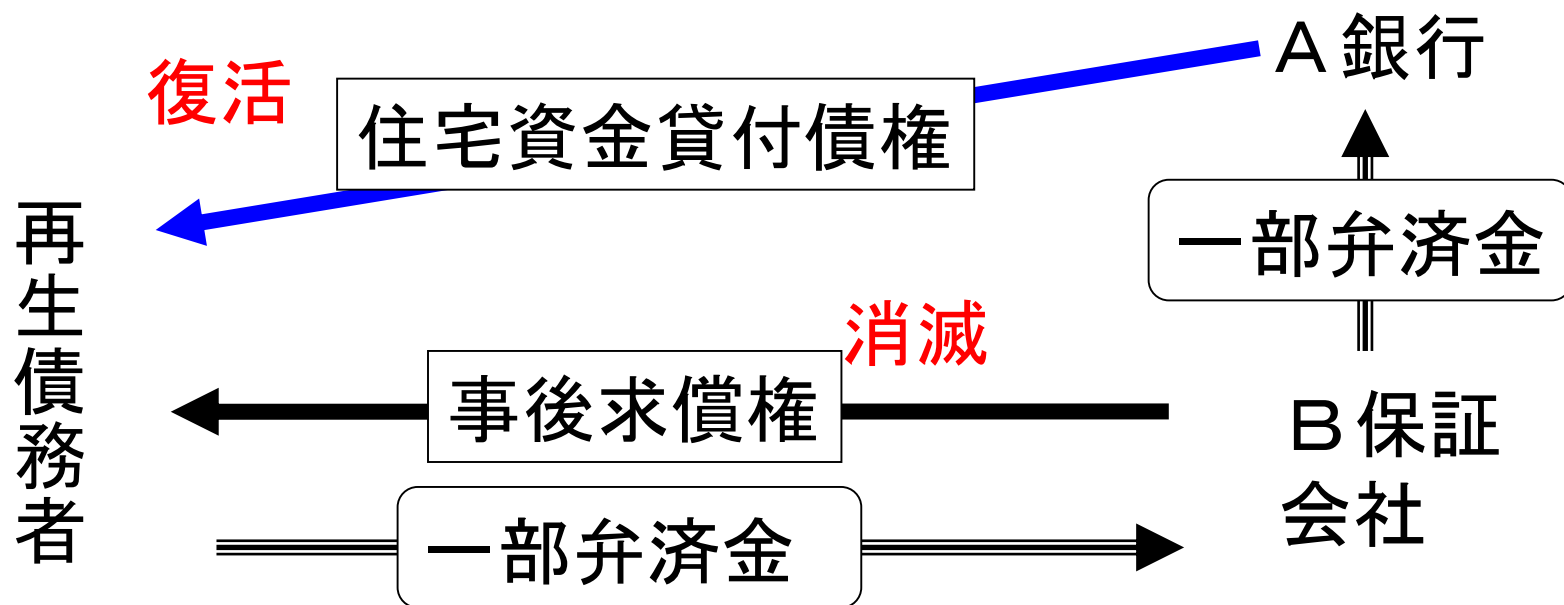 Ａ銀行
復活
住宅資金貸付債権
再生債務者
一部弁済金
消滅
事後求償権
Ｂ保証
会社
一部弁済金